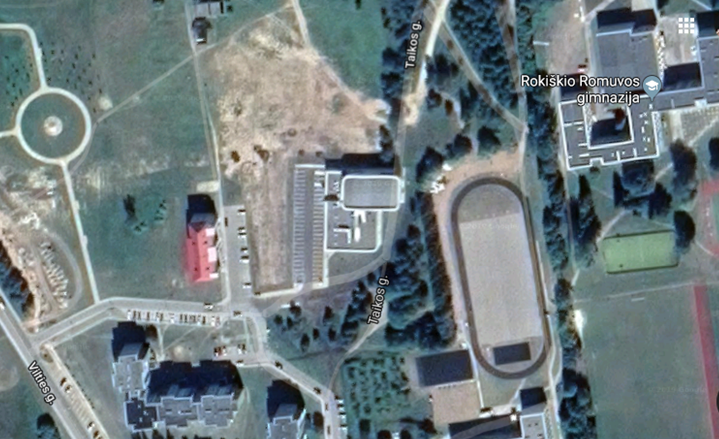 Taikos g.
Rokiškio Romuvos
gimnazija
Taikos g.
Vilties g.